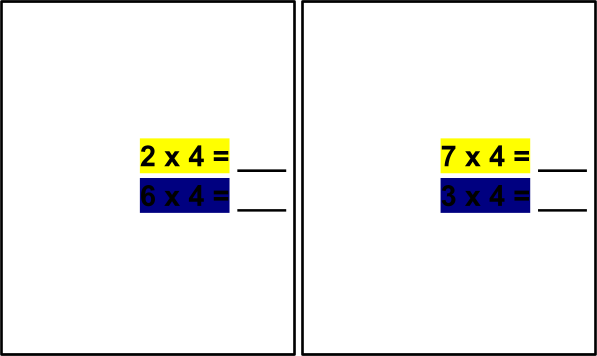 2 x 4 = ___
6 x 4 = ___
7 x 4 = ___
3 x 4 = ___